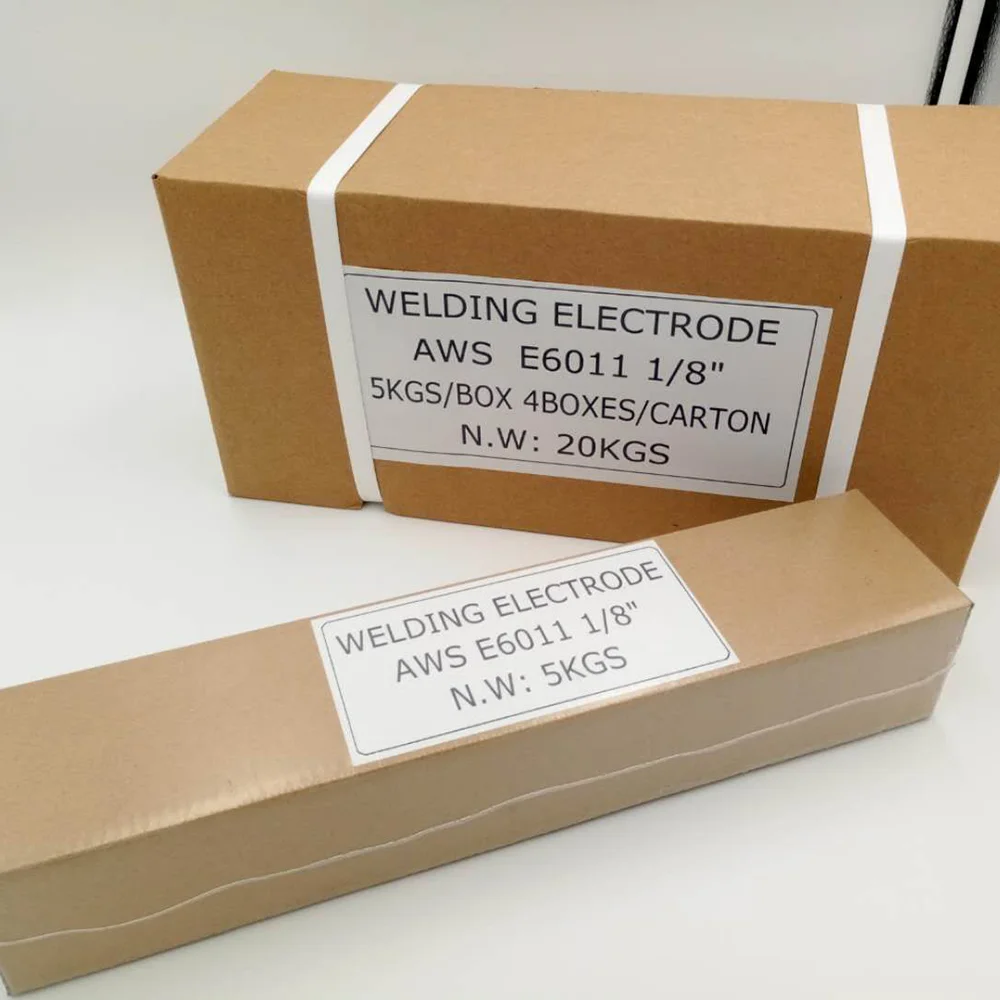 WELDING ELECTRODE
AWS E6011 1/8"
5KGS/BOX 4BOXES/CARTON
N.W: 20KGS
WELDING ELECTRODE
AWS E6011 1/8"
N.W: 5KGS